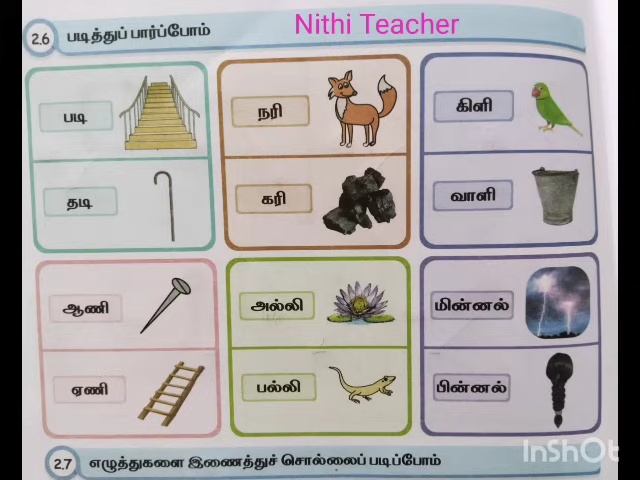 Nithi Teacher
2.6 படித்துப் பார்ப்போம்
படி
நரி
கிளி
தடி
கரி
வாளி
ஆணி
அல்லி
மின்னல்
ஏணி
பல்லி
பின்னல்
2.7 எழுத்துகளை இணைத்துச் சொல்லைப் படிப்போம்
InShOt